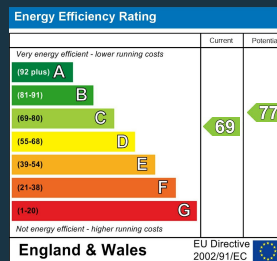 Energy Efficiency Rating
Current Potentia
Very energy efficient - lower running costs
(92 plus) A
(81-91) B
(69-80) C
(55-68) D
(39-54) E
(21-38) F
(1-20) G
69
77
Not energy efficient - higher running costs
England & Wales
EU Directive
2002/91/EC